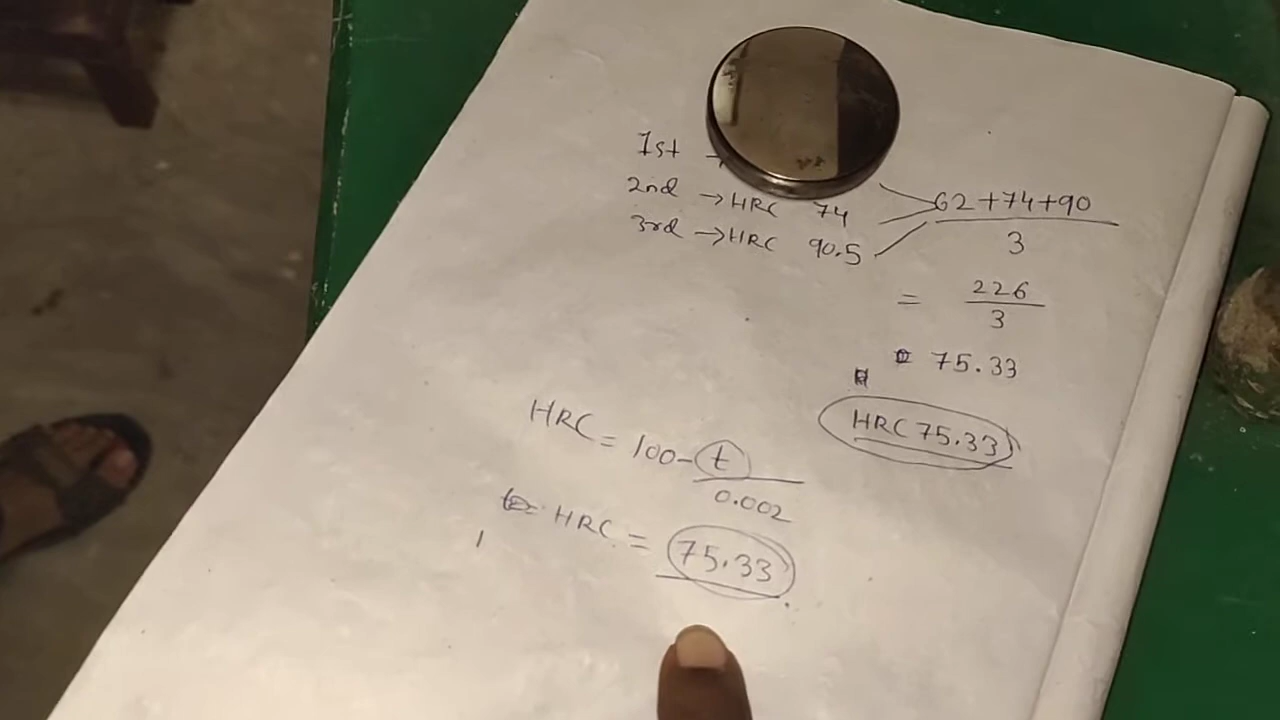 1st →
2nd → HRC 74
3rd → HRC 90.5
62+74+90
3
= 226
3
75.33
HRC 75.33
HRC = 100 - t
0.002
HRC = 75.33